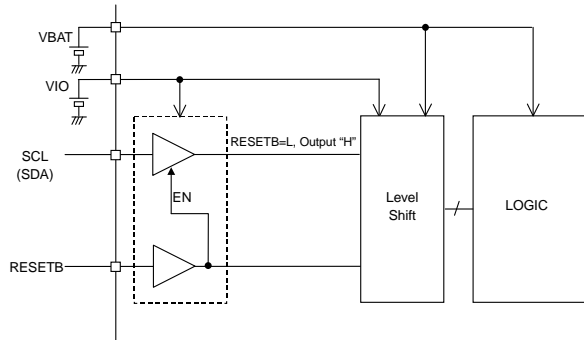 VBAT
VIO
SCL
(SDA)
RESETB=L, Output “H”
EN
Level
Shift
LOGIC
RESETB